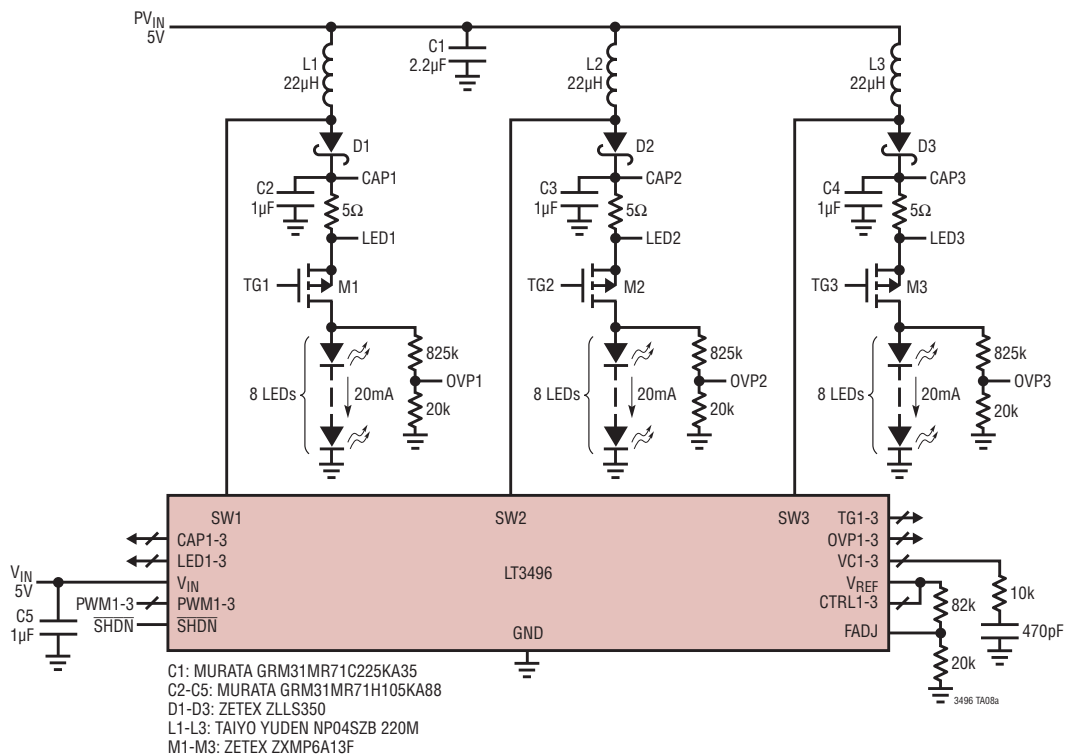 PVIN
5V
C1
2.2µF
L1
22µH
L2
22µH
L3
22µH
D1
D2
D3
CAP1
CAP2
CAP3
C2
1µF
C3
1µF
C4
1µF
5Ω
5Ω
5Ω
LED1
LED2
LED3
TG1
M1
TG2
M2
TG3
M3
825k
825k
825k
8 LEDs
20mA
OVP1
8 LEDs
20mA
OVP2
8 LEDs
20mA
OVP3
20k
20k
20k
SW1
SW2
SW3
TG1-3
CAP1-3
OVP1-3
LED1-3
LT3496
VC1-3
VIN
5V
VIN
VREF
10k
C5
1µF
PWM1-3
PWM1-3
CTRL1-3
82k
SHDN
SHDN
GND
FADJ
470pF
20k
3496 TA08a
C1: MURATA GRM31MR71C225KA35
C2-C5: MURATA GRM31MR71H105KA88
D1-D3: ZETEX ZLLS350
L1-L3: TAIYO YUDEN NP04SZB 220M
M1-M3: ZETEX ZXMP6A13F